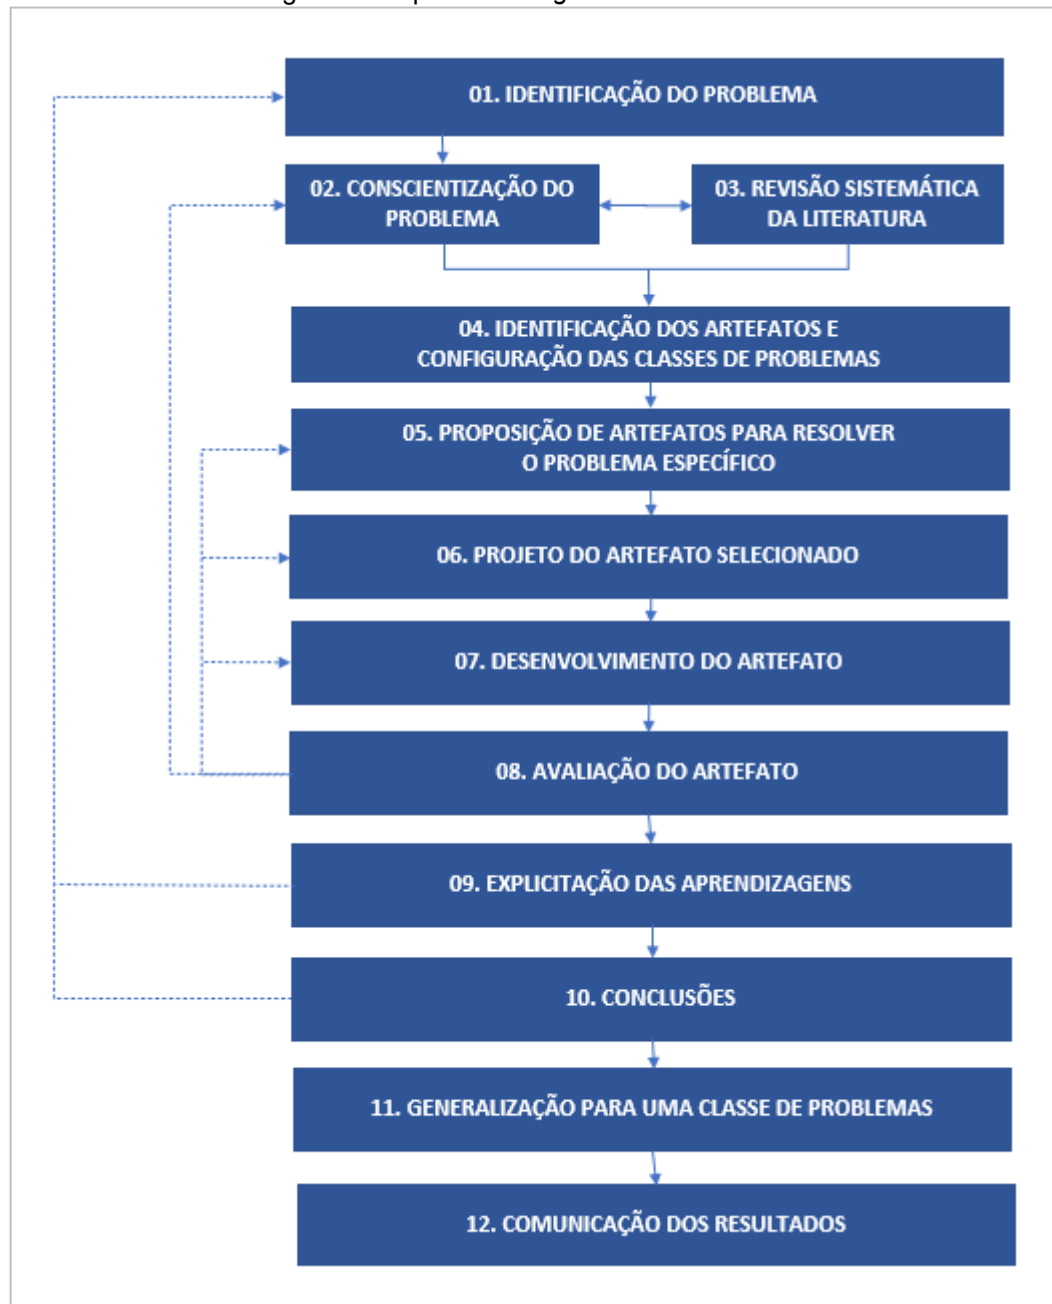 01. IDENTIFICAÇÃO DO PROBLEMA
02. CONSCIENTIZAÇÃO DO
PROBLEMA
03. REVISÃO SISTEMÁTICA
DA LITERATURA
04. IDENTIFICAÇÃO DOS ARTEFATOS E
CONFIGURAÇÃO DAS CLASSES DE PROBLEMAS
05. PROPOSIÇÃO DE ARTEFATOS PARA RESOLVER
O PROBLEMA ESPECÍFICO
06. PROJETO DO ARTEFATO SELECIONADO
07. DESENVOLVIMENTO DO ARTEFATO
08. AVALIAÇÃO DO ARTEFATO
09. EXPLICITAÇÃO DAS APRENDIZAGENS
10. CONCLUSÕES
11. GENERALIZAÇÃO PARA UMA CLASSE DE PROBLEMAS
12. COMUNICAÇÃO DOS RESULTADOS